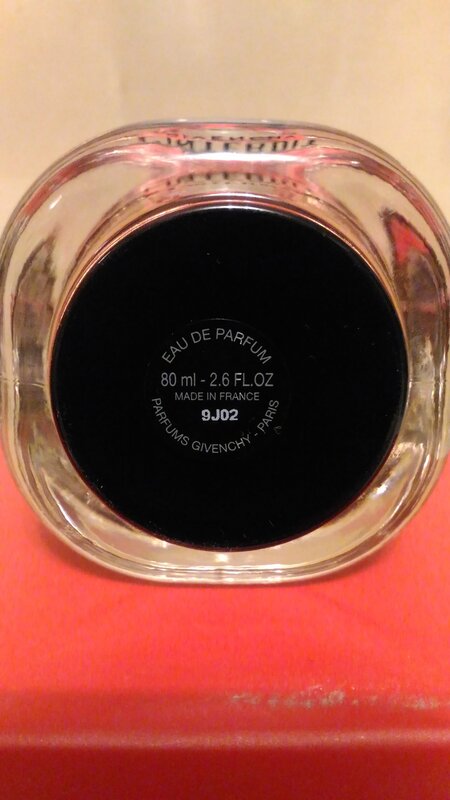 EAU DE PARFUM
80 ml - 2.6 FL.OZ
MADE IN FRANCE
9J02
PARFUMS GIVENCHY - PARIS